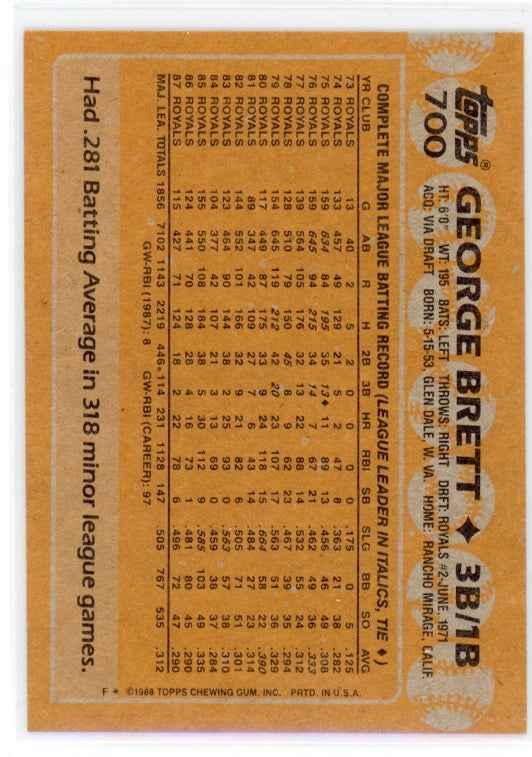 topps®
700
GEORGE BRETT ♦ 3B/1B
HT: 6'0" WT: 195 BATS: LEFT THROWS: RIGHT DRFT: ROYALS #2-JUNE, 1971
ACQ: VIA DRAFT BORN: 5-15-53, GLEN DALE, W. VA. HOME: RANCHO MIRAGE, CALIF.
COMPLETE MAJOR LEAGUE BATTING RECORD (LEAGUE LEADER IN ITALICS, TIE ♦)
YR CLUB G AB R H 2B 3B HR RBI SB SLG BB SO AVG
73 ROYALS 13 40 2 5 2 0 0 0 0 .175 0 5 .125
74 ROYALS 133 457 49 129 21 5 2 47 8 .363 21 38 .282
75 ROYALS 159 634 84 195 35 13♦ 11 89 13 .456 46 49 .308
76 ROYALS 159 645 94 215 34 14 7 67 21 .462 49 36 .333
77 ROYALS 139 564 105 176 32 13 22 88 14 .532 55 24 .312
78 ROYALS 128 510 79 150 45 8 9 62 23 .467 39 35 .294
79 ROYALS 154 645 119 212 42 20 23 107 17 .563 51 36 .329
80 ROYALS 117 449 87 175 33 9 24 118 15 .664 58 22 .390
81 ROYALS 89 347 42 109 27 7 6 43 14 .484 27 23 .314
82 ROYALS 144 552 101 166 32 9 21 82 6 .505 71 51 .301
83 ROYALS 123 464 90 144 38 2 25 93 0 .563 57 39 .310
84 ROYALS 104 377 42 107 21 3 13 69 0 .459 38 37 .284
85 ROYALS 155 550 108 184 38 5 30 112 9 .585 103 49 .335
86 ROYALS 124 441 70 128 28 4 16 73 1 .481 80 45 .290
87 ROYALS 115 427 71 124 18 2 22 78 6 .496 72 47 .290
MAJ. LEA. TOTALS 1856 7102 1143 2219 446 114 231 1128 147 .505 767 535 .312
GW-RBI (1987): 8 GW-RBI (CAREER): 97
Had .281 Batting Average in 318 minor league games.
F * ©1988 TOPPS CHEWING GUM, INC. PRTD. IN U.S.A.